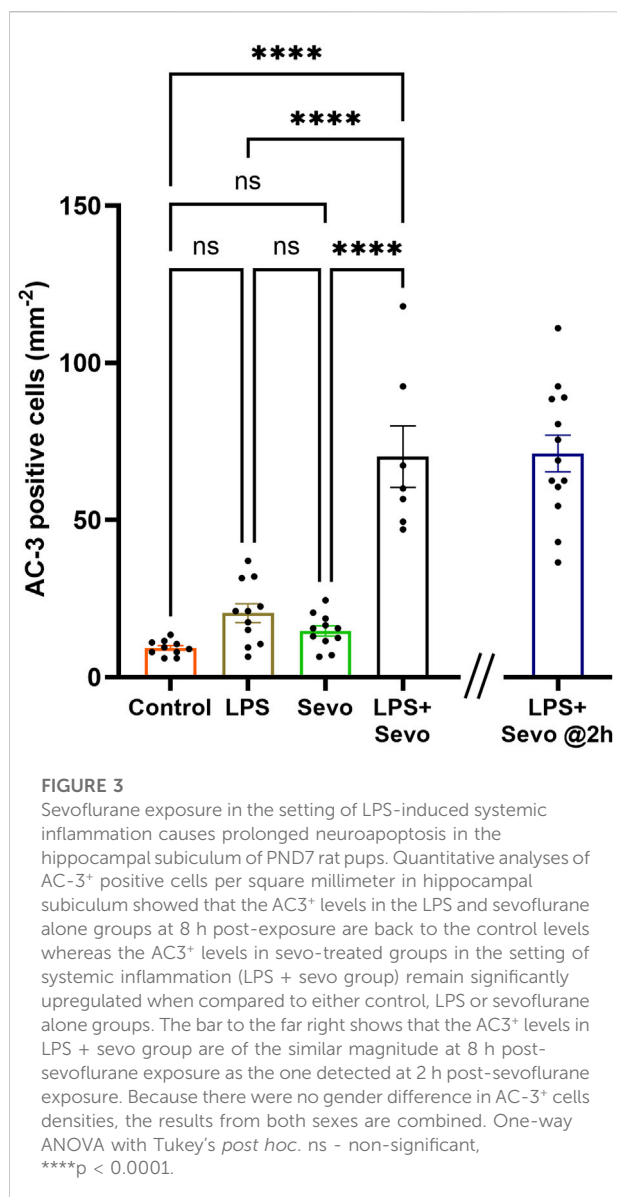 ****
****
ns
ns
ns
****
150
100
50
0
AC-3 positive cells (mm-2)
Control
LPS
Sevo
LPS+
Sevo
//
LPS+
Sevo @2h
FIGURE 3
Sevoflurane exposure in the setting of LPS-induced systemic
inflammation causes prolonged neuroapoptosis in the
hippocampal subiculum of PND7 rat pups. Quantitative analyses of
AC-3+ positive cells per square millimeter in hippocampal
subiculum showed that the AC3+ levels in the LPS and sevoflurane
alone groups at 8 h post-exposure are back to the control levels
whereas the AC3+ levels in sevo-treated groups in the setting of
systemic inflammation (LPS + sevo group) remain significantly
upregulated when compared to either control, LPS or sevoflurane
alone groups. The bar to the far right shows that the AC3+ levels in
LPS + sevo group are of the similar magnitude at 8 h post-
sevoflurane exposure as the one detected at 2 h post-sevoflurane
exposure. Because there were no gender difference in AC-3+ cells
densities, the results from both sexes are combined. One-way
ANOVA with Tukey's post hoc. ns - non-significant,
****p < 0.0001.